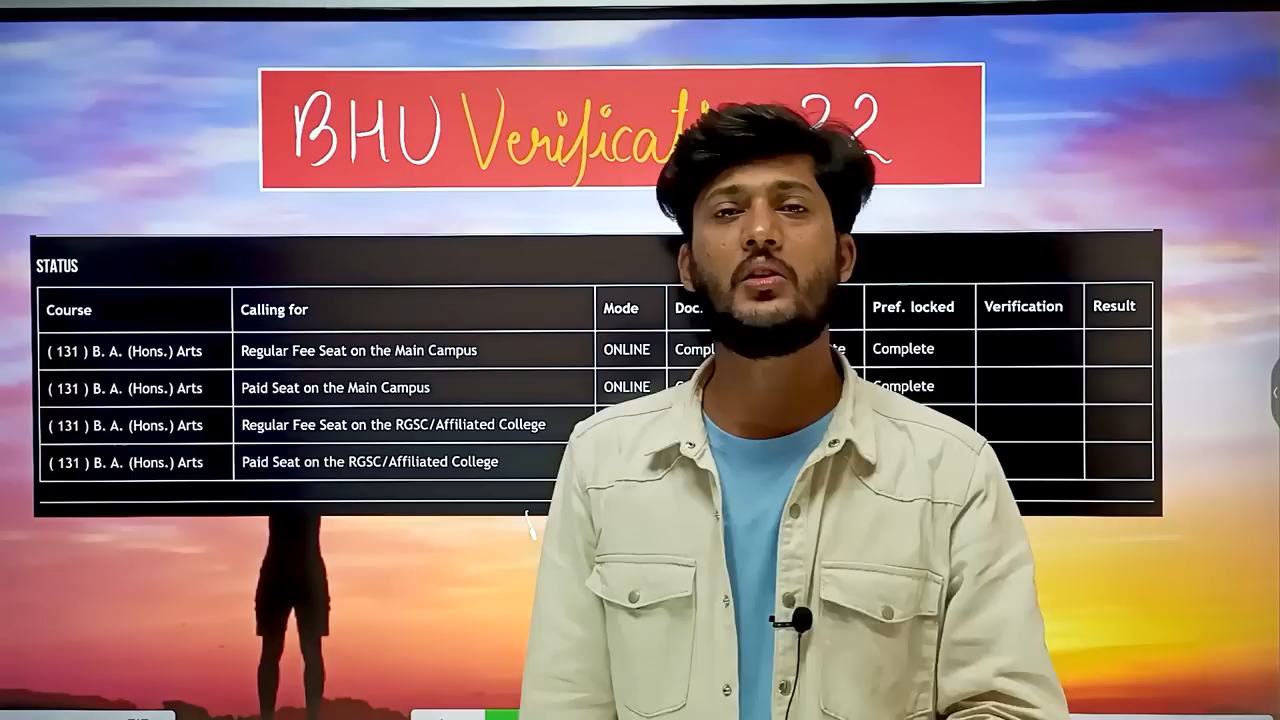 BHU 22
STATUS
Course Calling for Mode Doc. Pref. locked Verification Result
( 131 ) B. A. (Hons.) Arts Regular Fee Seat on the Main Campus ONLINE Complete
( 131 ) B. A. (Hons.) Arts Paid Seat on the Main Campus ONLINE Complete
( 131 ) B. A. (Hons.) Arts Regular Fee Seat on the RGSC/Affiliated College
( 131 ) B. A. (Hons.) Arts Paid Seat on the RGSC/Affiliated College